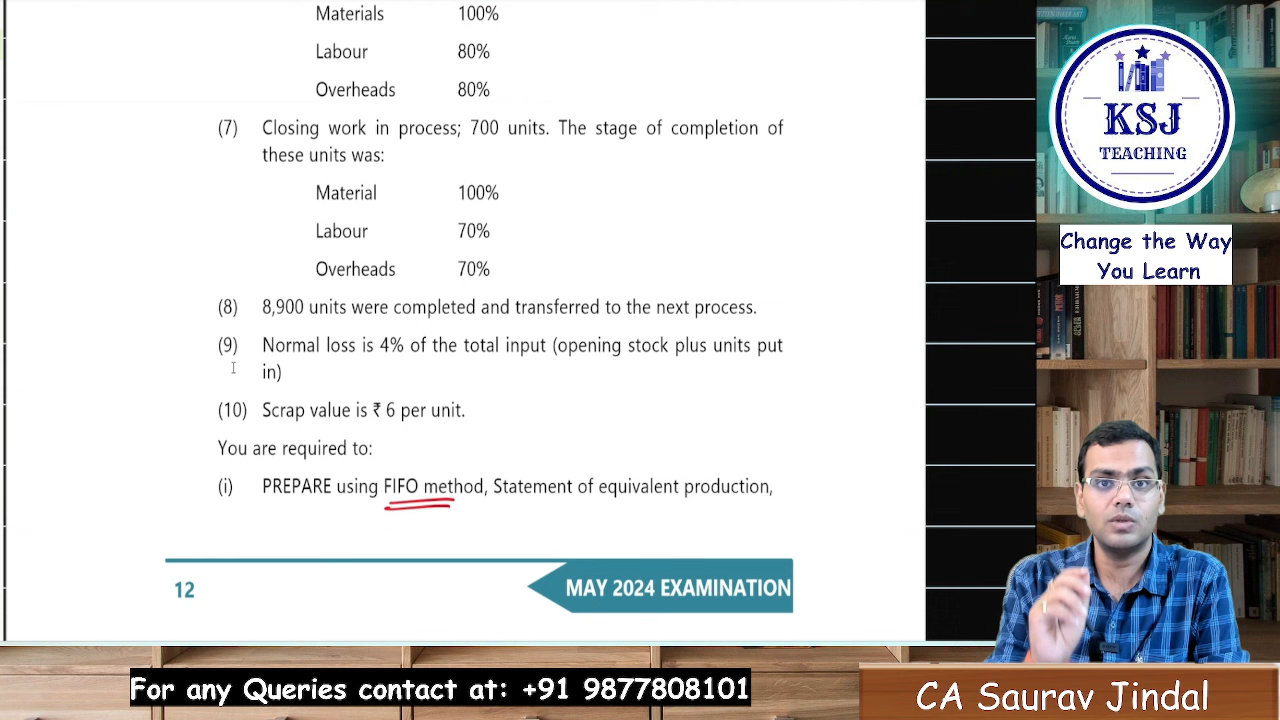 Materials 100%
Labour 80%
Overheads 80%
(7) Closing work in process; 700 units. The stage of completion of
these units was:
Material 100%
Labour 70%
Overheads 70%
(8) 8,900 units were completed and transferred to the next process.
(9) Normal loss is 4% of the total input (opening stock plus units put
in)
(10) Scrap value is ₹ 6 per unit.
You are required to:
(i) PREPARE using FIFO method, Statement of equivalent production,
12
MAY 2024 EXAMINATION
KSJ
TEACHING
Change the Way
You Learn
For any Queries contact at: +91 9877808101
CA Saurav Jindal